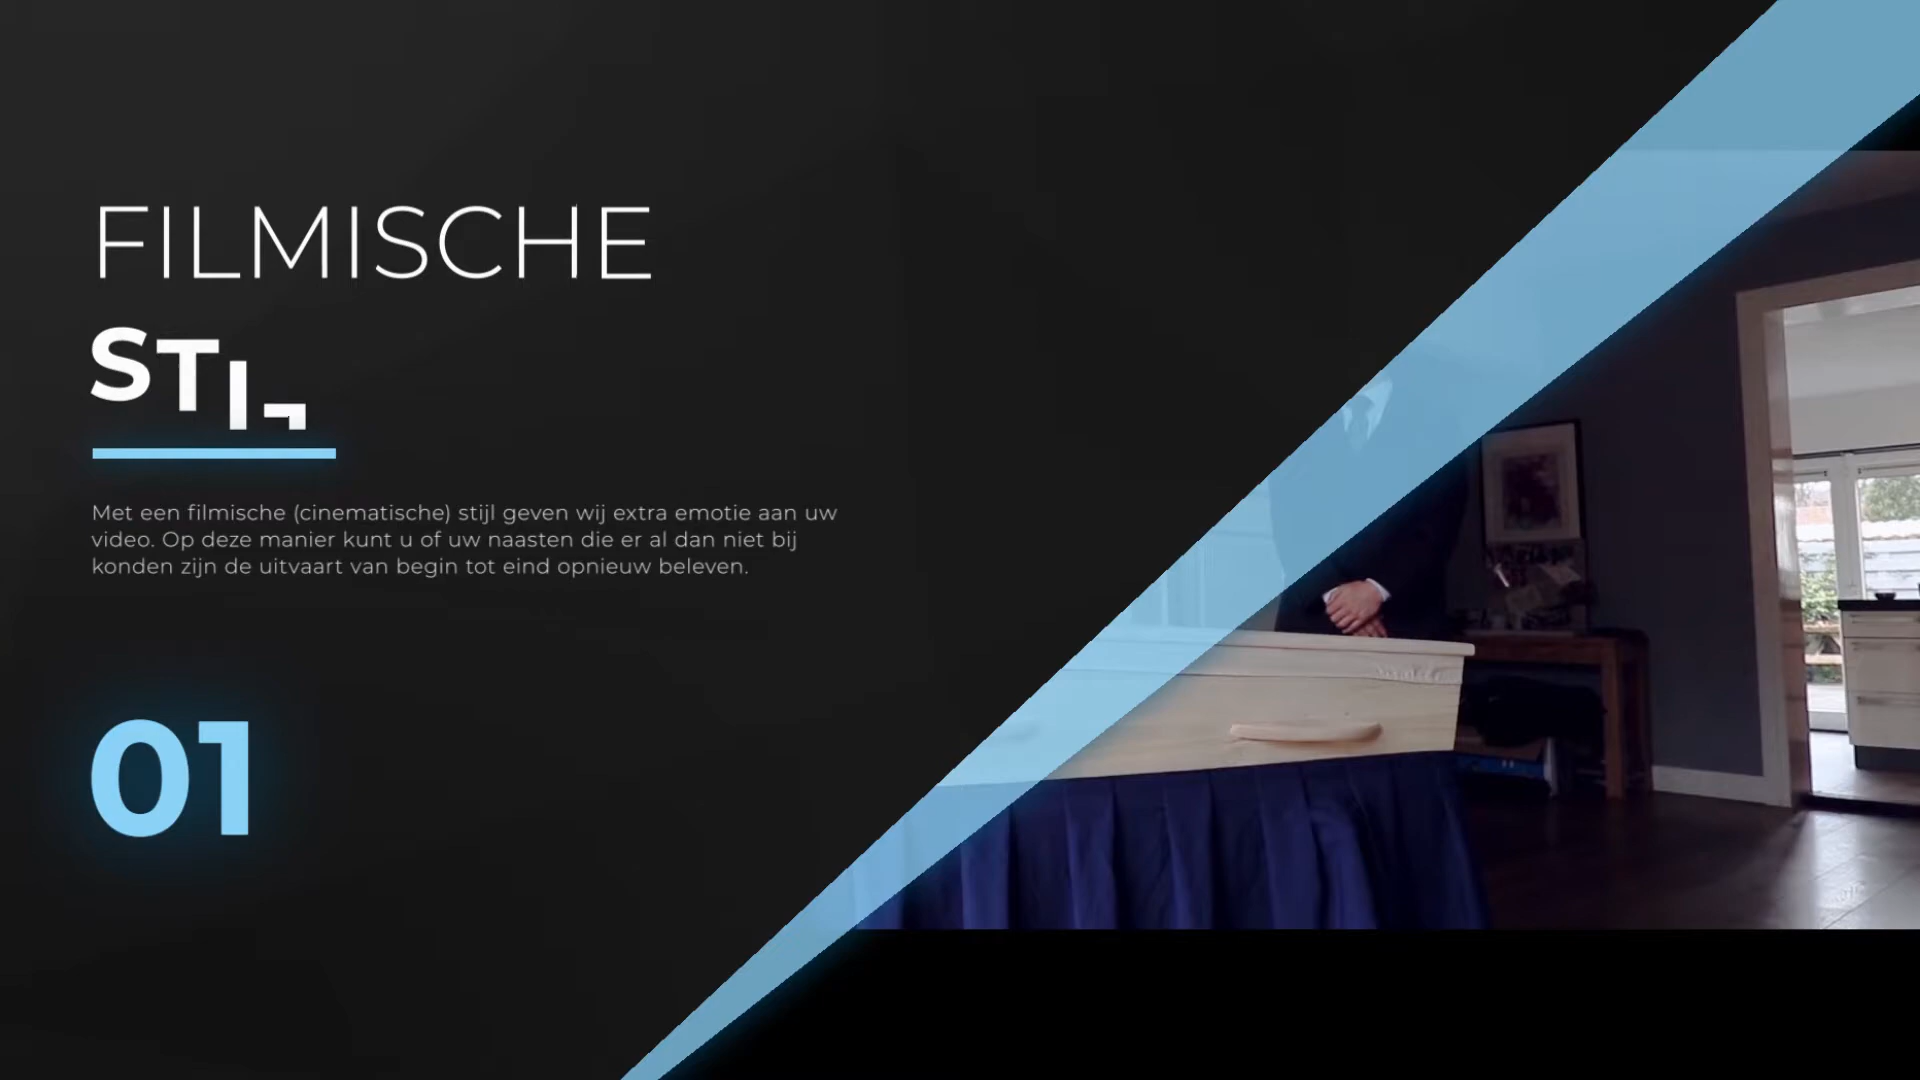 FILMISCHE
STI
Met een filmische (cinematische) stijl geven wij extra emotie aan uw
video. Op deze manier kunt u of uw naasten die er al dan niet bij
konden zijn de uitvaart van begin tot eind opnieuw beleven.
01